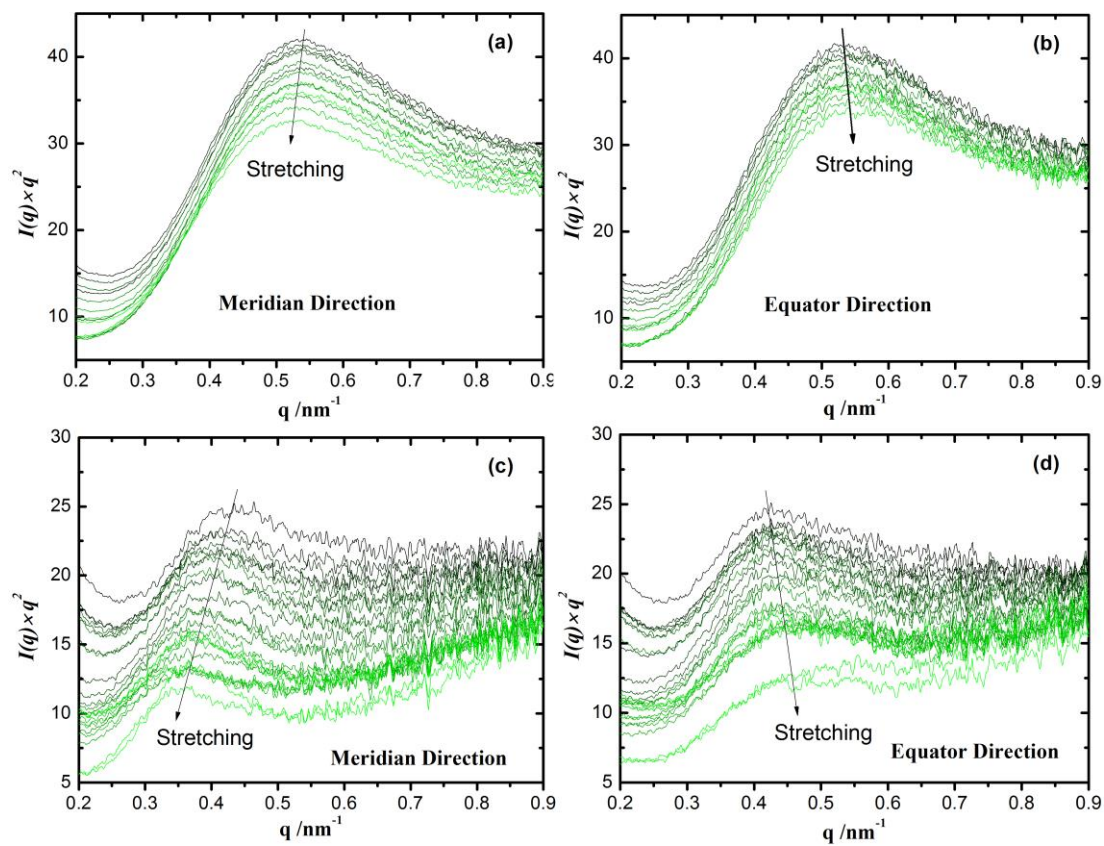 (a)
40
30
20
10
I(q)×q²
Stretching
Meridian Direction
0.2 0.3 0.4 0.5 0.6 0.7 0.8 0.9
q /nm⁻¹
(b)
40
30
20
10
I(q)×q²
Stretching
Equator Direction
0.2 0.3 0.4 0.5 0.6 0.7 0.8 0.9
q /nm⁻¹
(c)
30
25
20
15
10
5
I(q)×q²
Stretching
Meridian Direction
0.2 0.3 0.4 0.5 0.6 0.7 0.8 0.9
q /nm⁻¹
(d)
30
25
20
15
10
5
I(q)×q²
Stretching
Equator Direction
0.2 0.3 0.4 0.5 0.6 0.7 0.8 0.9
q /nm⁻¹